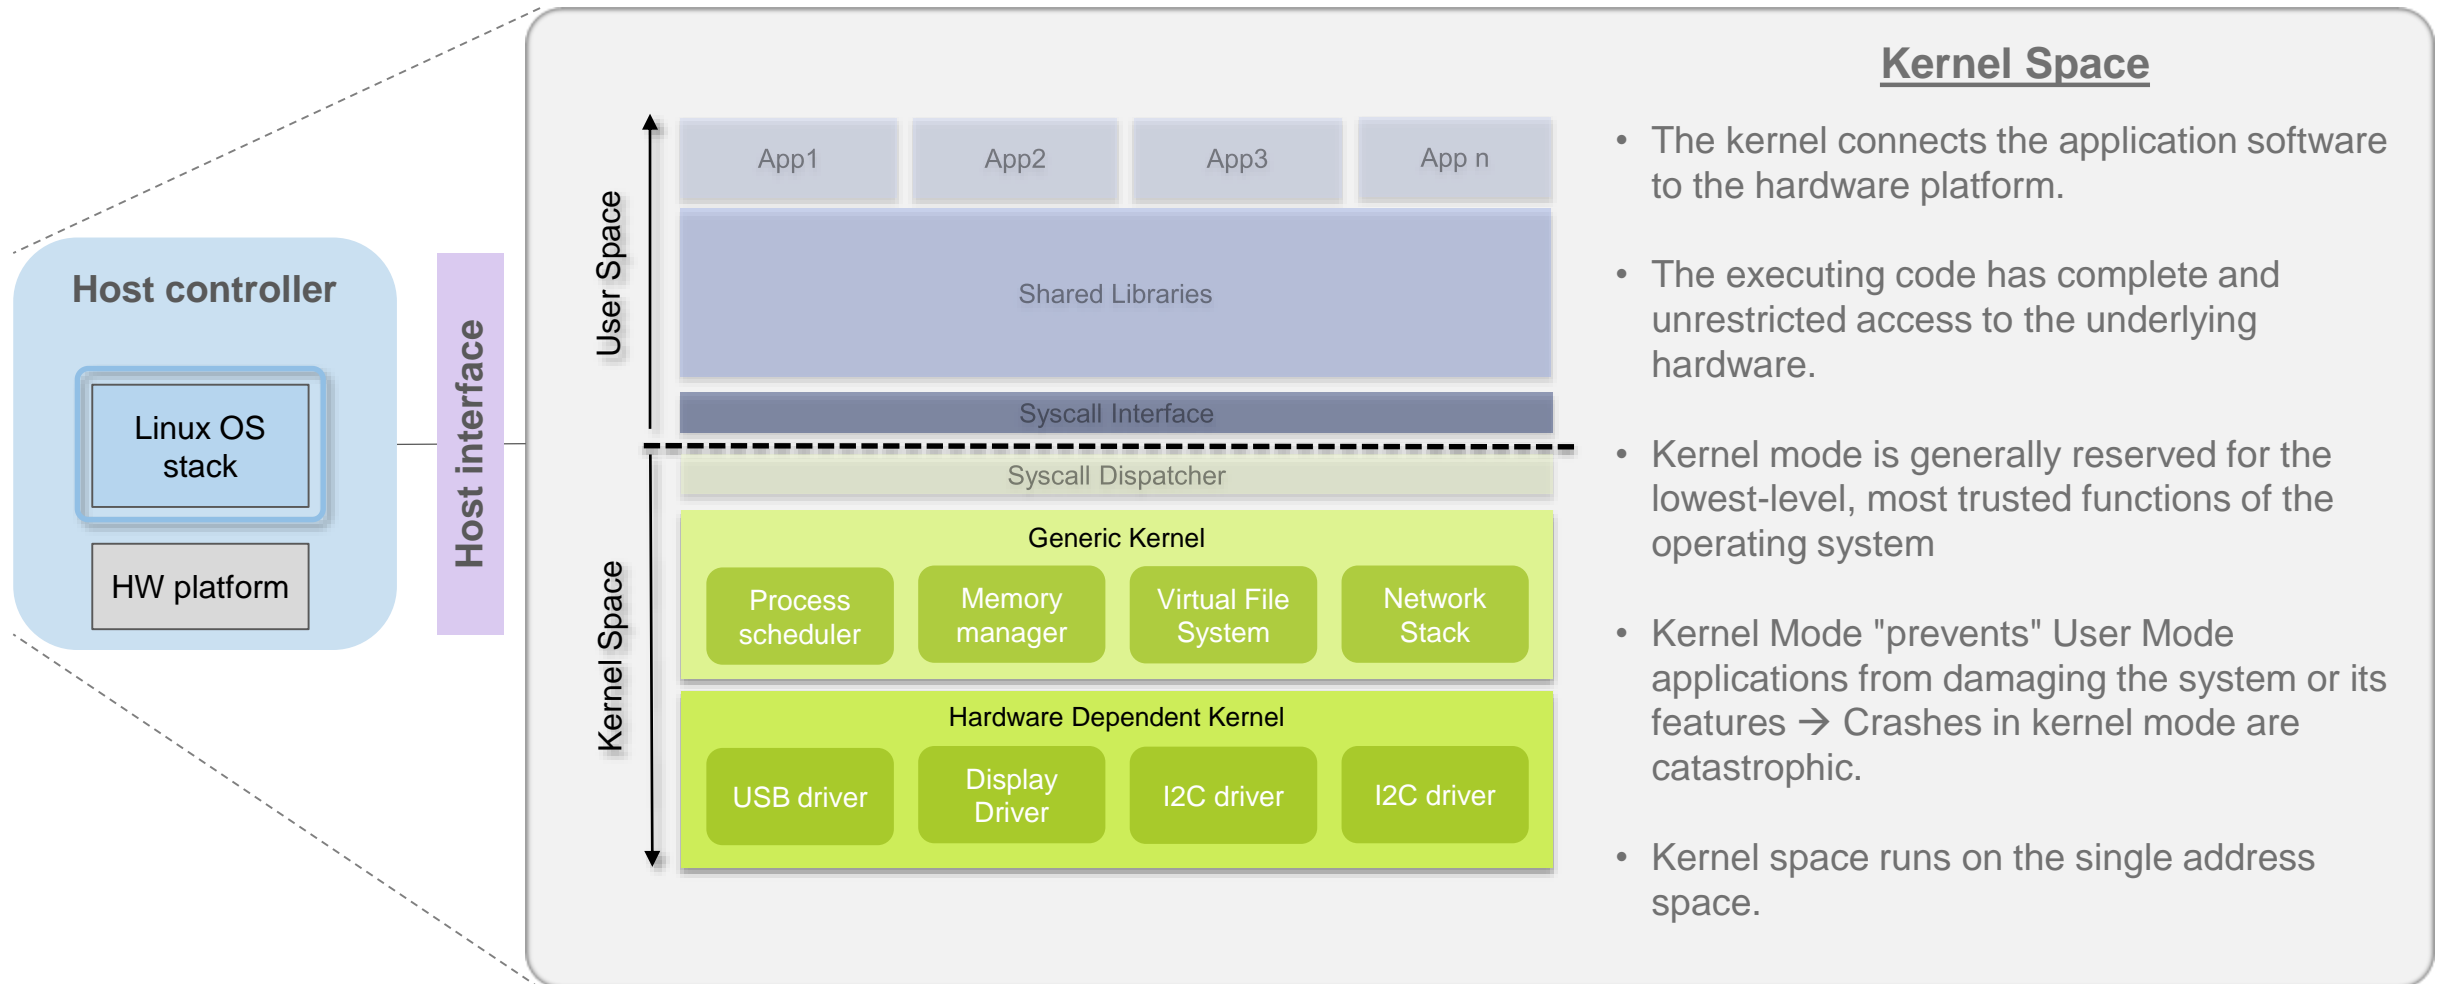 Host controller
Linux OS
stack
HW platform
Host interface
User Space
Kernel Space
App1
App2
App3
App n
Shared Libraries
Syscall Interface
Syscall Dispatcher
Generic Kernel
Process
scheduler
Memory
manager
Virtual File
System
Network
Stack
Hardware Dependent Kernel
USB driver
Display
Driver
I2C driver
I2C driver
Kernel Space
• The kernel connects the application software
to the hardware platform.
• The executing code has complete and
unrestricted access to the underlying
hardware.
• Kernel mode is generally reserved for the
lowest-level, most trusted functions of the
operating system
• Kernel Mode "prevents" User Mode
applications from damaging the system or its
features → Crashes in kernel mode are
catastrophic.
• Kernel space runs on the single address
space.